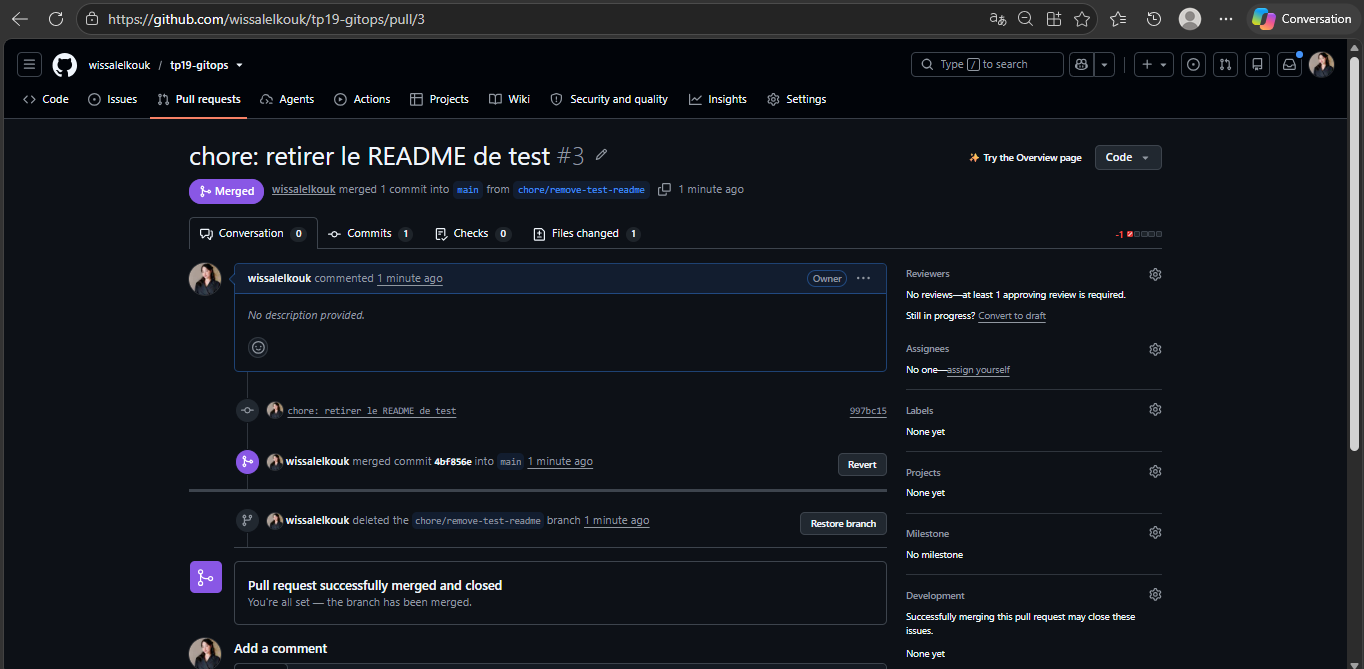 https://github.com/wissalelkouk/tp19-gitops/pull/3
Conversation
wissalelkouk / tp19-gitops
Type / to search
Code
Issues
Pull requests
Agents
Actions
Projects
Wiki
Security and quality
Insights
Settings
chore: retirer le README de test #3
Try the Overview page
Code
Merged
wissalelkouk merged 1 commit into main from chore/remove-test-readme 1 minute ago
Conversation 0
Commits 1
Checks 0
Files changed 1
-1
wissalelkouk commented 1 minute ago
Owner
No description provided.
chore: retirer le README de test
997bc15
wissalelkouk merged commit 4bf856e into main 1 minute ago
Revert
wissalelkouk deleted the chore/remove-test-readme branch 1 minute ago
Restore branch
Pull request successfully merged and closed
You're all set — the branch has been merged.
Add a comment
Reviewers
No reviews—at least 1 approving review is required.
Still in progress? Convert to draft
Assignees
No one—assign yourself
Labels
None yet
Projects
None yet
Milestone
No milestone
Development
Successfully merging this pull request may close these
issues.
None yet